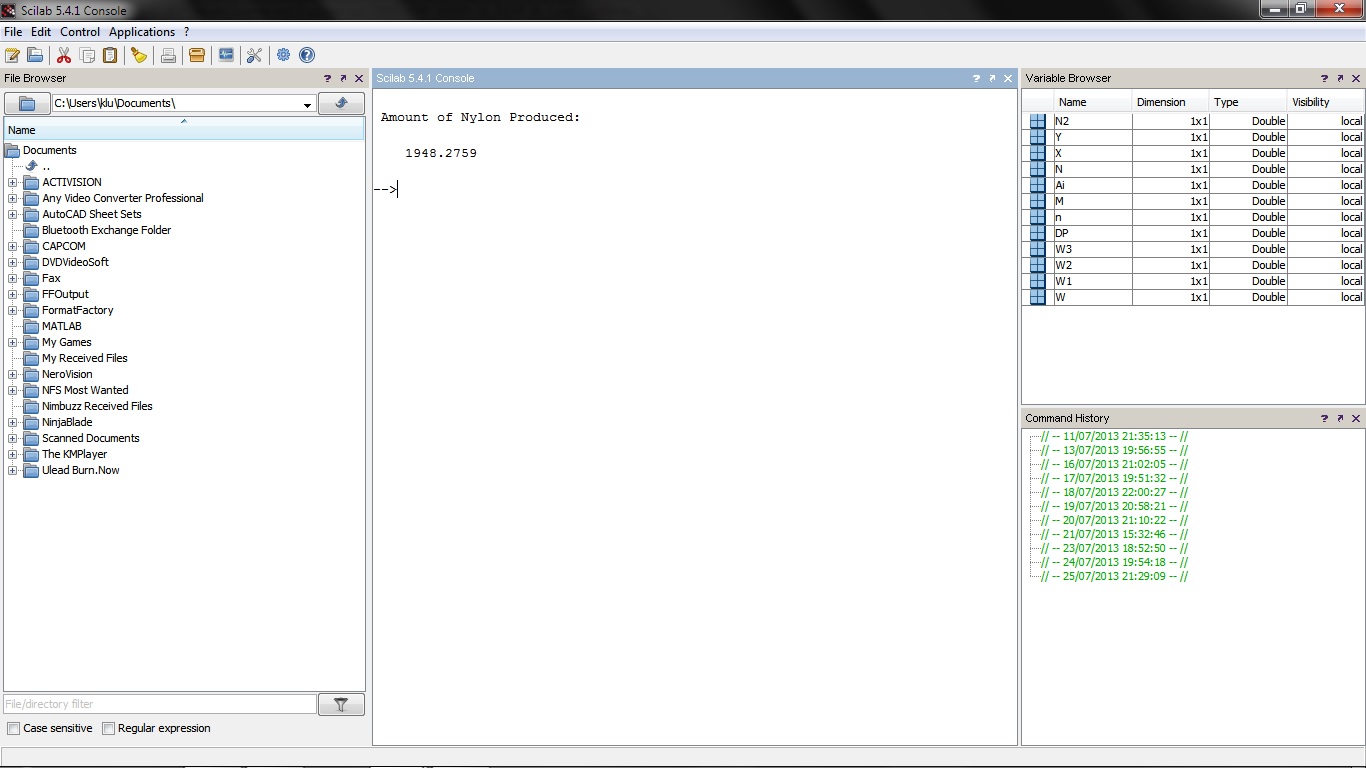 Scilab 5.4.1 Console
File Edit Control Applications ?
File Browser ?
C:\Users\klu\Documents\
Name
Documents
..
ACTIVISION
Any Video Converter Professional
AutoCAD Sheet Sets
Bluetooth Exchange Folder
CAPCOM
DVDVideoSoft
Fax
FFOutput
FormatFactory
MATLAB
My Games
My Received Files
NeroVision
NFS Most Wanted
Nimbuzz Received Files
NinjaBlade
Scanned Documents
The KMPlayer
Ulead Burn.Now
File/directory filter
Case sensitive Regular expression
Scilab 5.4.1 Console ?
Amount of Nylon Produced:
1948.2759
-->
Variable Browser ?
Name Dimension Type Visibility
N2 1x1 Double local
Y 1x1 Double local
X 1x1 Double local
N 1x1 Double local
Ai 1x1 Double local
M 1x1 Double local
n 1x1 Double local
DP 1x1 Double local
W3 1x1 Double local
W2 1x1 Double local
W1 1x1 Double local
W 1x1 Double local
Command History ?
// -- 11/07/2013 21:35:13 -- //
// -- 13/07/2013 19:56:55 -- //
// -- 16/07/2013 21:02:05 -- //
// -- 17/07/2013 19:51:32 -- //
// -- 18/07/2013 22:00:27 -- //
// -- 19/07/2013 20:58:21 -- //
// -- 20/07/2013 21:10:22 -- //
// -- 21/07/2013 15:32:46 -- //
// -- 23/07/2013 18:52:50 -- //
// -- 24/07/2013 19:54:18 -- //
// -- 25/07/2013 21:29:09 -- //